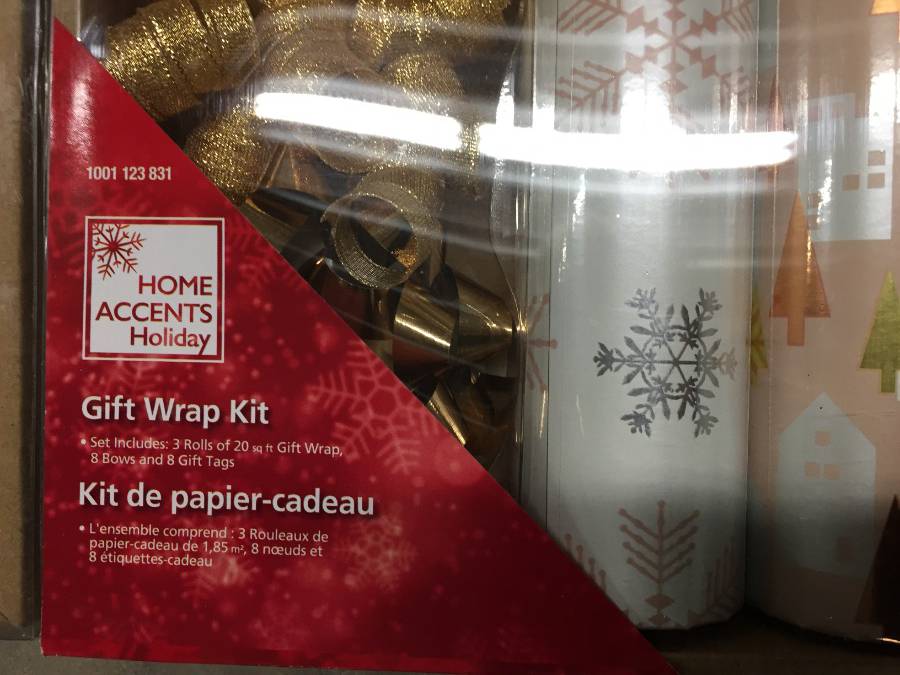 1001 123 831
HOME
ACCENTS
Holiday
Gift Wrap Kit
• Set Includes: 3 Rolls of 20 sq ft Gift Wrap,
8 Bows and 8 Gift Tags
Kit de papier-cadeau
• L'ensemble comprend : 3 Rouleaux de
papier-cadeau de 1,85 m², 8 nœuds et
8 étiquettes-cadeau